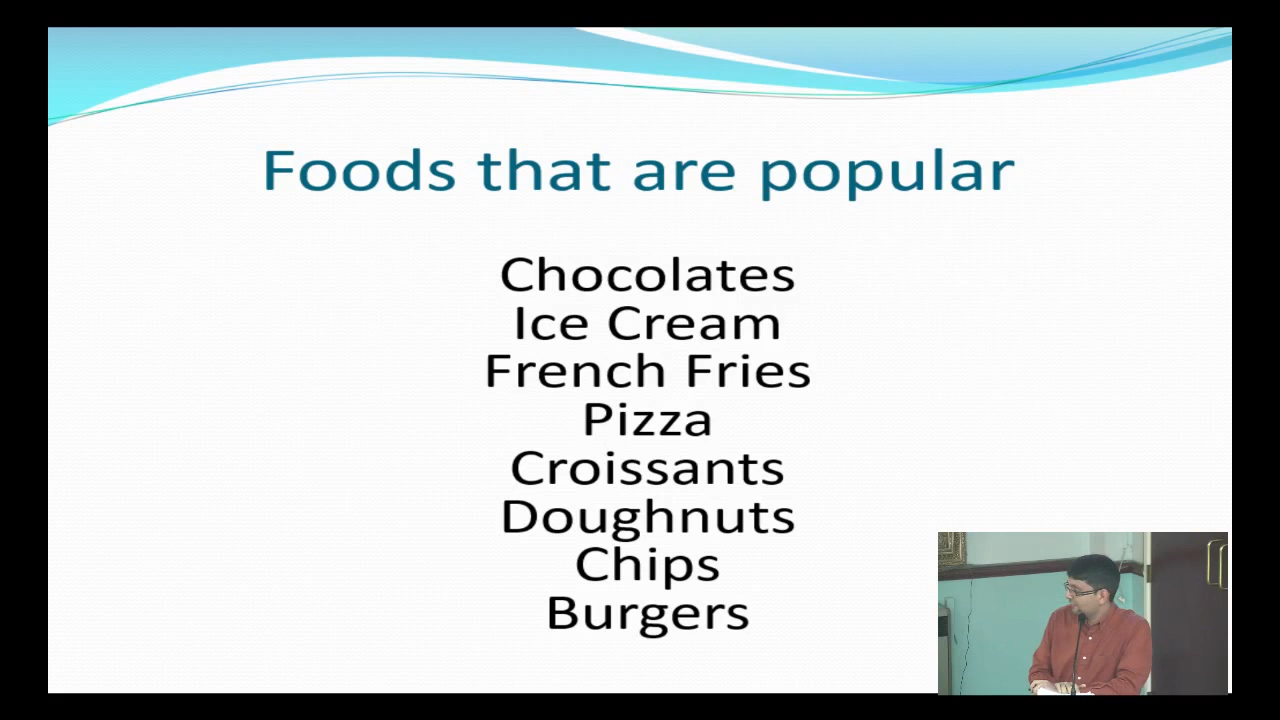 Foods that are popular
Chocolates
Ice Cream
French Fries
Pizza
Croissants
Doughnuts
Chips
Burgers